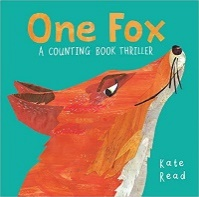 One Fox
A COUNTING BOOK THRILLER
Kate
Read